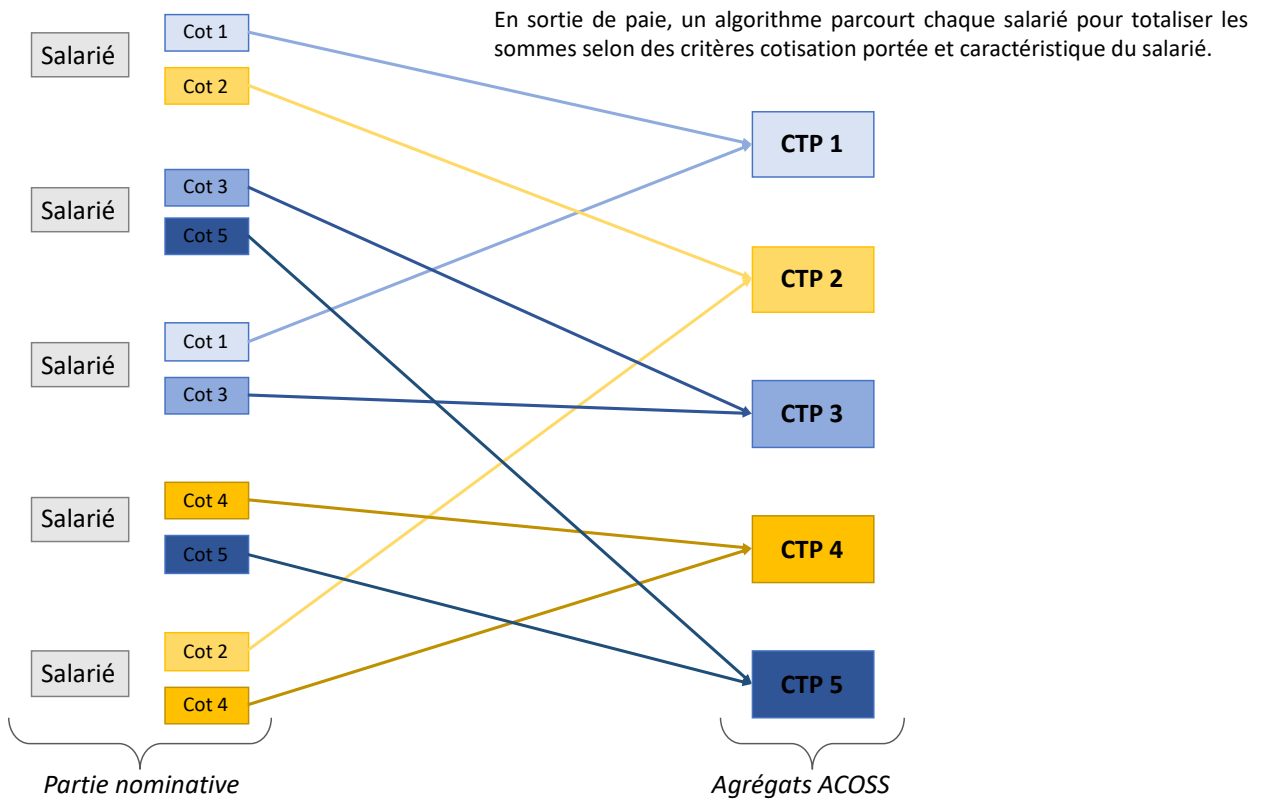 En sortie de paie, un algorithme parcourt chaque salarié pour totaliser les
sommes selon des critères cotisation portée et caractéristique du salarié.
Salarié
Cot 1
Cot 2
Salarié
Cot 3
Cot 5
Salarié
Cot 1
Cot 3
Salarié
Cot 4
Cot 5
Salarié
Cot 2
Cot 4
CTP 1
CTP 2
CTP 3
CTP 4
CTP 5
Partie nominative
Agrégats ACOSS